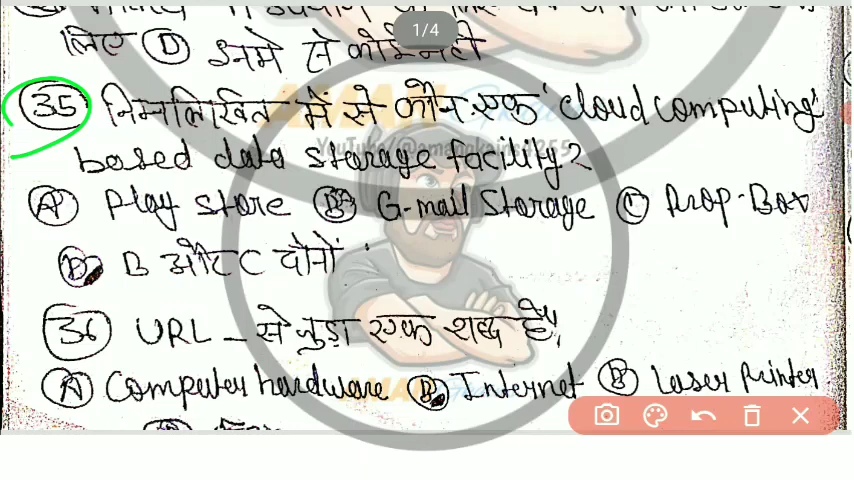 1/4
लिए (D) इनमे से कोई नही
(35) निम्नलिखित में से कौन एक 'cloud computing'
based data storage facility?
(A) Play store (B) G-mail Storage (C) Drop-Box
(D) B और C दोनों
(36) URL _ से जुड़ा एक शब्द है,
(A) Computer hardware (B) Internet (B) Laser Printer